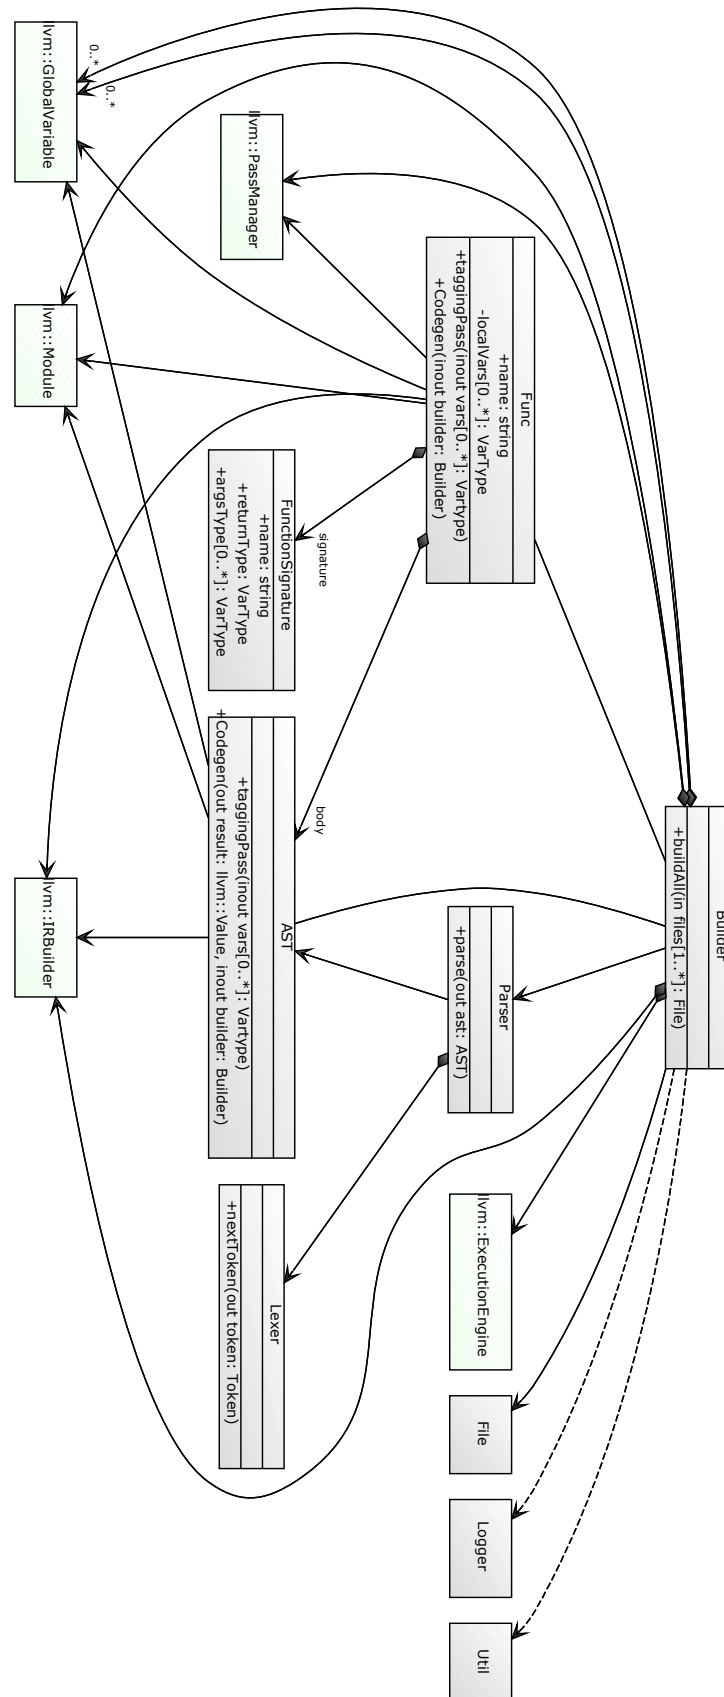 Builder
+buildAll(in files[1..*]: File)
Func
+name: string
-localVars[0..*]: VarType
+taggingPass(inout vars[0..*]: Vartype)
+Codegen(inout builder: Builder)
Parser
+parse(out ast: AST)
llvm::ExecutionEngine
File
Logger
Util
llvm::PassManager
signature
FunctionSignature
+name: string
+returnType: VarType
+argsType[0..*]: VarType
body
AST
+taggingPass(inout vars[0..*]: Vartype)
+Codegen(out result: llvm::Value, inout builder: Builder)
Lexer
+nextToken(out token: Token)
0..*
0..*
llvm::GlobalVariable
llvm::Module
llvm::IRBuilder